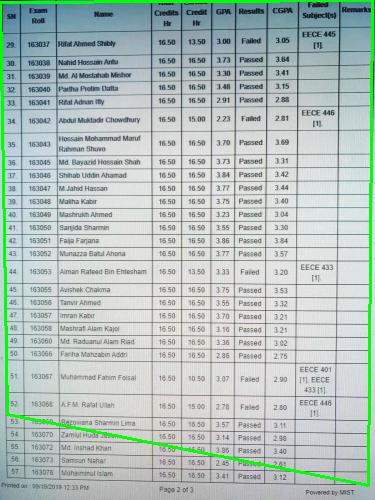 SN Exam Roll Name Credits Hr Credits Hr GPA Results CGPA Failed Subject(s) Remarks
29. 163037 Rifat Ahmed Shibly 16.50 13.50 3.00 Failed 3.05 EECE 445 [1].
30. 163038 Nahid Hossain Antu 16.50 16.50 3.73 Passed 3.64
31. 163039 Md. Al Mostahab Mishor 16.50 16.50 3.30 Passed 3.41
32. 163040 Partha Pretim Datta 16.50 16.50 3.48 Passed 3.15
33. 163041 Rifat Adnan Ifty 16.50 16.50 2.91 Passed 2.88
34. 163042 Abdul Muktadir Chowdhury 16.50 15.00 2.23 Failed 2.81 EECE 446 [1].
35. 163043 Hossain Mohammad Maruf Rahman Shuvo 16.50 16.50 3.70 Passed 3.69
36. 163045 Md. Bayazid Hossain Shah 16.50 16.50 3.73 Passed 3.31
37. 163046 Shihab Uddin Ahamad 16.50 16.50 3.84 Passed 3.42
38. 163047 M.Jahid Hassan 16.50 16.50 3.77 Passed 3.44
39. 163048 Maliha Kabir 16.50 16.50 3.75 Passed 3.40
40. 163049 Mashrukh Ahmed 16.50 16.50 3.23 Passed 3.04
41. 163050 Sanjida Sharmin 16.50 16.50 3.55 Passed 3.30
42. 163051 Faija Farjana 16.50 16.50 3.86 Passed 3.84
43. 163052 Munazza Batul Ahona 16.50 16.50 3.77 Passed 3.57
44. 163053 Aiman Rafeed Bin Ehtesham 16.50 13.50 3.33 Failed 3.20 EECE 433 [1].
45. 163055 Avishek Chakma 16.50 16.50 3.75 Passed 3.53
46. 163056 Tanvir Ahmed 16.50 16.50 3.55 Passed 3.32
47. 163057 Imran Kabir 16.50 16.50 3.70 Passed 3.21
48. 163058 Mashrafi Alam Kajol 16.50 16.50 3.16 Passed 3.21
49. 163060 Md. Raduanul Alam Riad 16.50 16.50 3.36 Passed 3.02
50. 163066 Fariha Mahzabin Addri 16.50 16.50 2.86 Passed 2.75
51. 163067 Muhammad Fahim Foisal 16.50 10.50 3.07 Failed 2.90 EECE 401 [1], EECE 433 [1].
52. 163068 A.F.M. Rafat Ullah 16.50 15.00 2.78 Failed 2.80 EECE 446 [1].
53. Rezowana Sharmin Lima 16.50 16.50 3.57 Passed 3.11
54. 163070 Zamiul Huda 16.50 3.14 Passed 2.98
55. 163072 Md. Irishad Khan 16.50 16.50 3.86 Passed 3.40
56. 163073 Samsun Nahar 16.50 16.50 2.45 Passed 2.61
57. 163078 Mohaiminul Islam 16.50 16.50 3.41 Passed 3.12
Printed on : 09/19/2019 12:33 PM Page 2 of 3 Powered by MIST